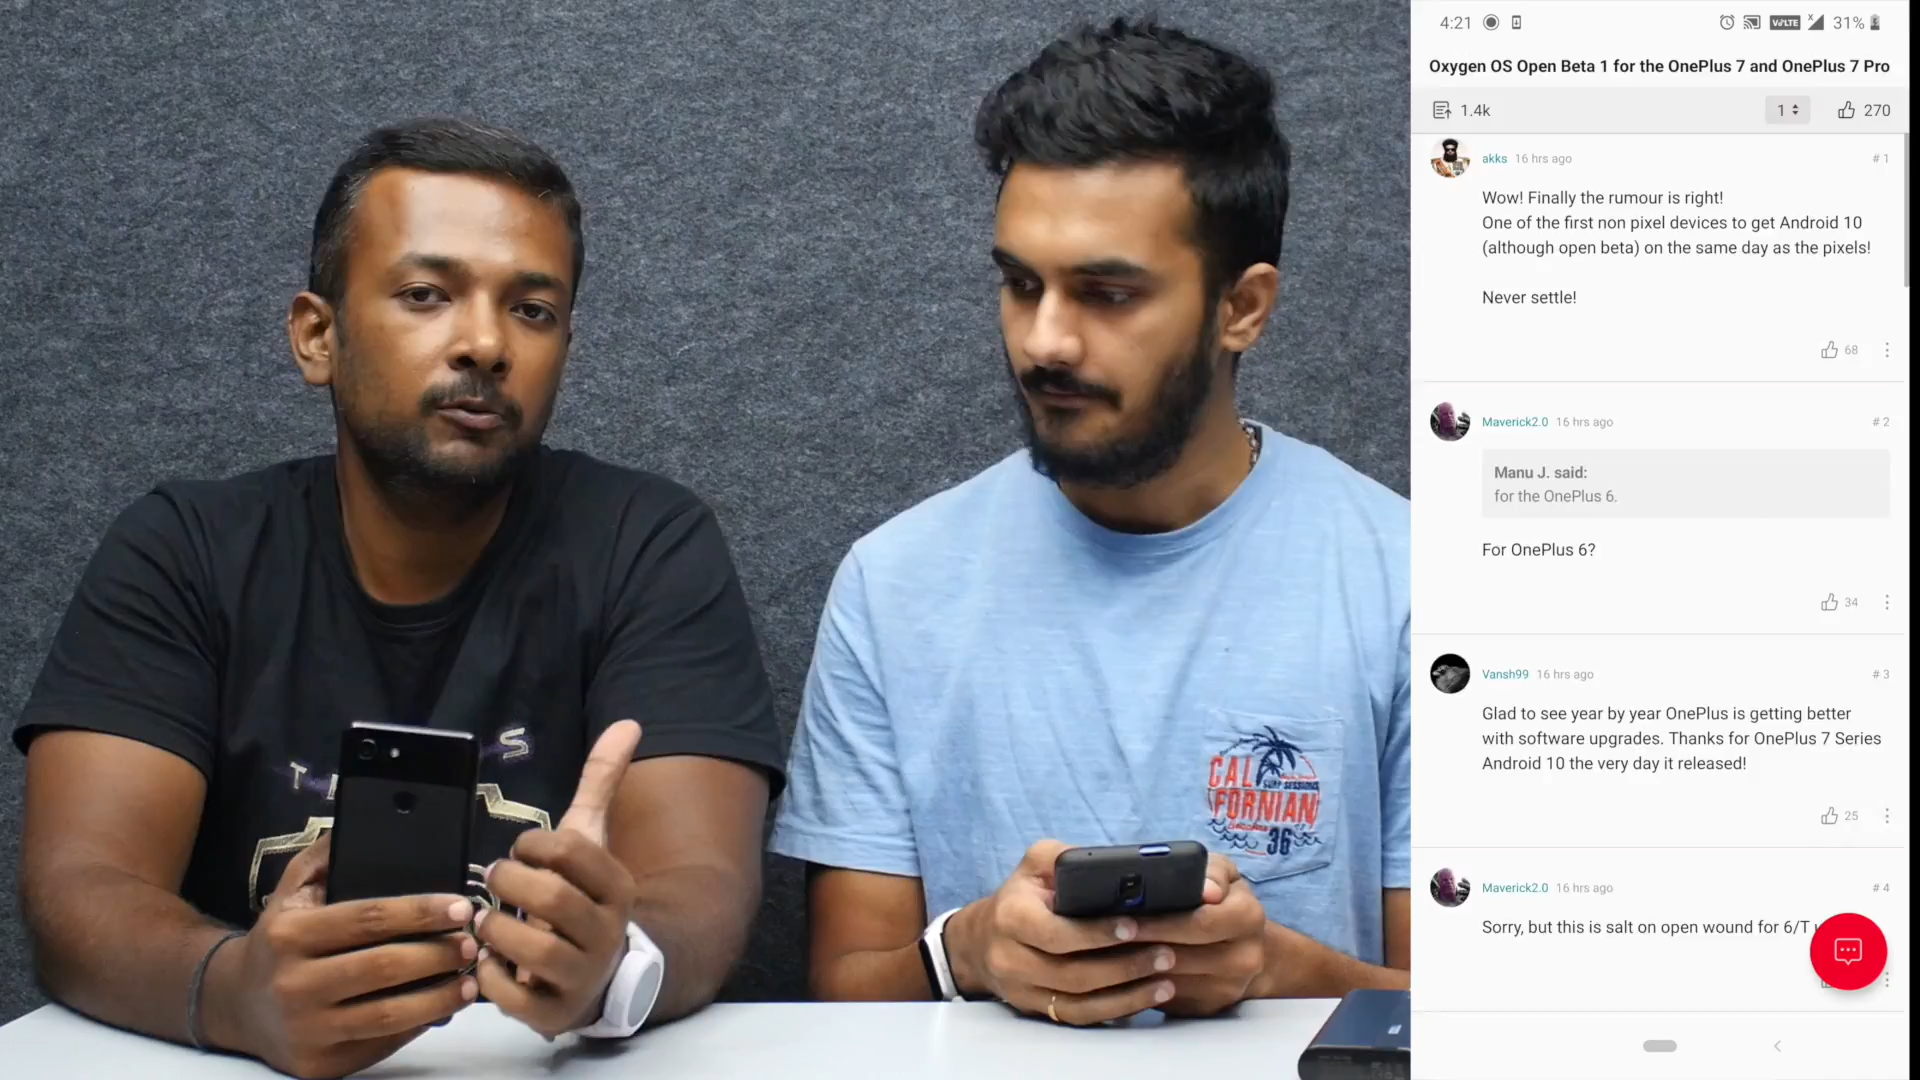 4:21
VoLTE
x
31%
Oxygen OS Open Beta 1 for the OnePlus 7 and OnePlus 7 Pro
1.4k
1
270
akks 16 hrs ago
# 1
Wow! Finally the rumour is right!
One of the first non pixel devices to get Android 10
(although open beta) on the same day as the pixels!
Never settle!
68
Maverick2.0 16 hrs ago
# 2
Manu J. said:
for the OnePlus 6.
For OnePlus 6?
34
Vansh99 16 hrs ago
# 3
Glad to see year by year OnePlus is getting better
with software upgrades. Thanks for OnePlus 7 Series
Android 10 the very day it released!
25
Maverick2.0 16 hrs ago
# 4
Sorry, but this is salt on open wound for 6/T
CAL
SURF SESSIONS
FORNIAN
36